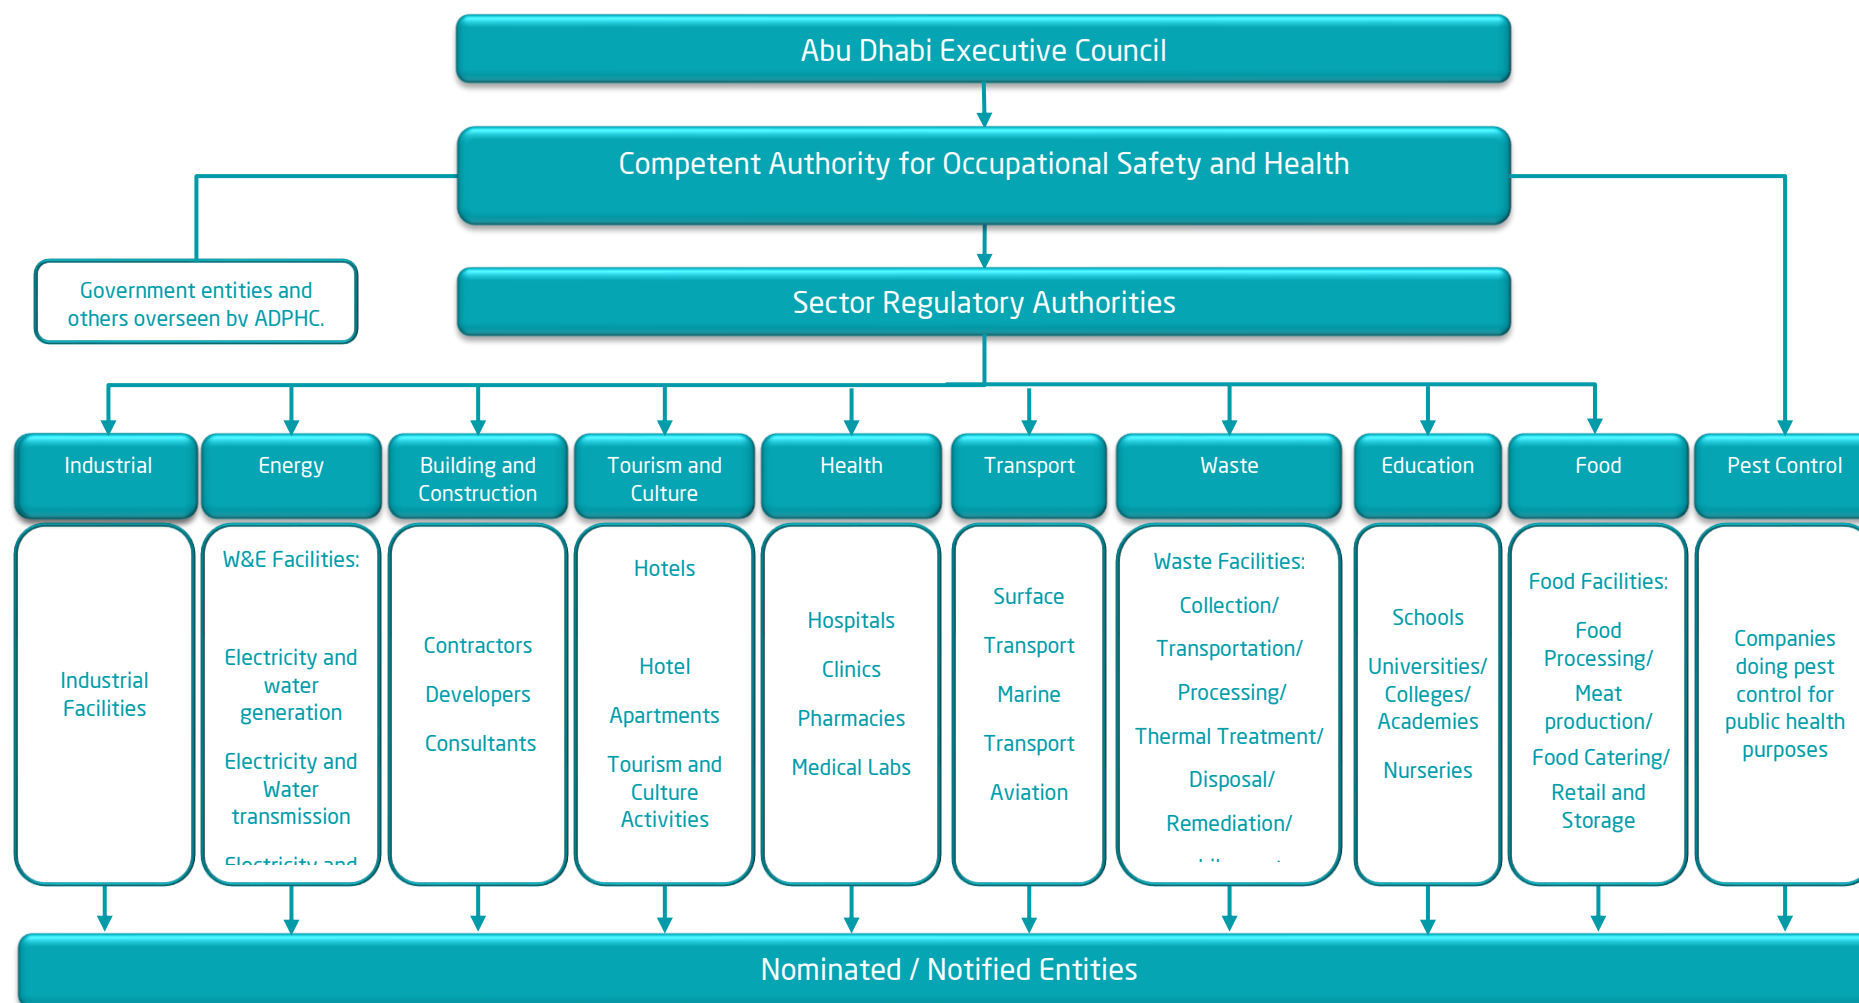 Abu Dhabi Executive Council
Competent Authority for Occupational Safety and Health
Government entities and
others overseen by ADPHC.
Sector Regulatory Authorities
Industrial
Energy
Building and
Construction
Tourism and
Culture
Health
Transport
Waste
Education
Food
Pest Control
Industrial
Facilities
W&E Facilities:
Electricity and
water
generation
Electricity and
Water
transmission
Electricity and
Contractors
Developers
Consultants
Hotels
Hotel
Apartments
Tourism and
Culture
Activities
Hospitals
Clinics
Pharmacies
Medical Labs
Surface
Transport
Marine
Transport
Aviation
Waste Facilities:
Collection/
Transportation/
Processing/
Thermal Treatment/
Disposal/
Remediation/
Schools
Universities/
Colleges/
Academies
Nurseries
Food Facilities:
Food
Processing/
Meat
production/
Food Catering/
Retail and
Storage
Companies
doing pest
control for
public health
purposes
Nominated / Notified Entities